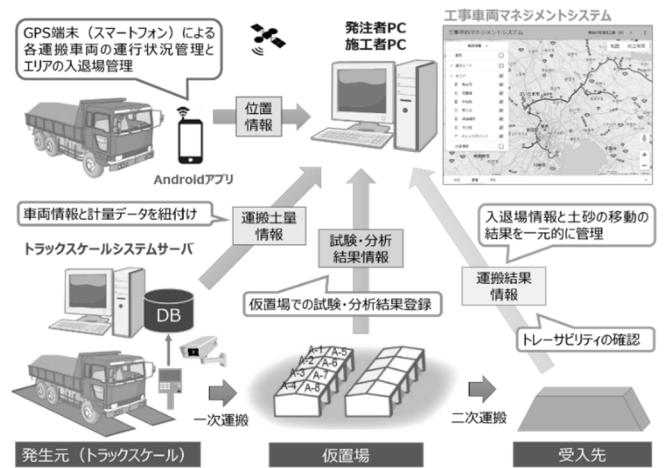 GPS端末（スマートフォン）による
各運搬車両の運行状況管理と
エリアの入退場管理
発注者PC
施工者PC
工事車両マネジメントシステム
位置
情報
Androidアプリ
車両情報と計量データを紐付け
運搬土量
情報
試験・分析
結果情報
入退場情報と土砂の移動の
結果を一元的に管理
トラックスケールシステムサーバ
DB
仮置場での試験・分析結果登録
運搬結果
情報
トレーサビリティの確認
A-1 A-5
A-2 A-6
A-3 A-7
A-4 A-8
一次運搬
二次運搬
発生元（トラックスケール）
仮置場
受入先